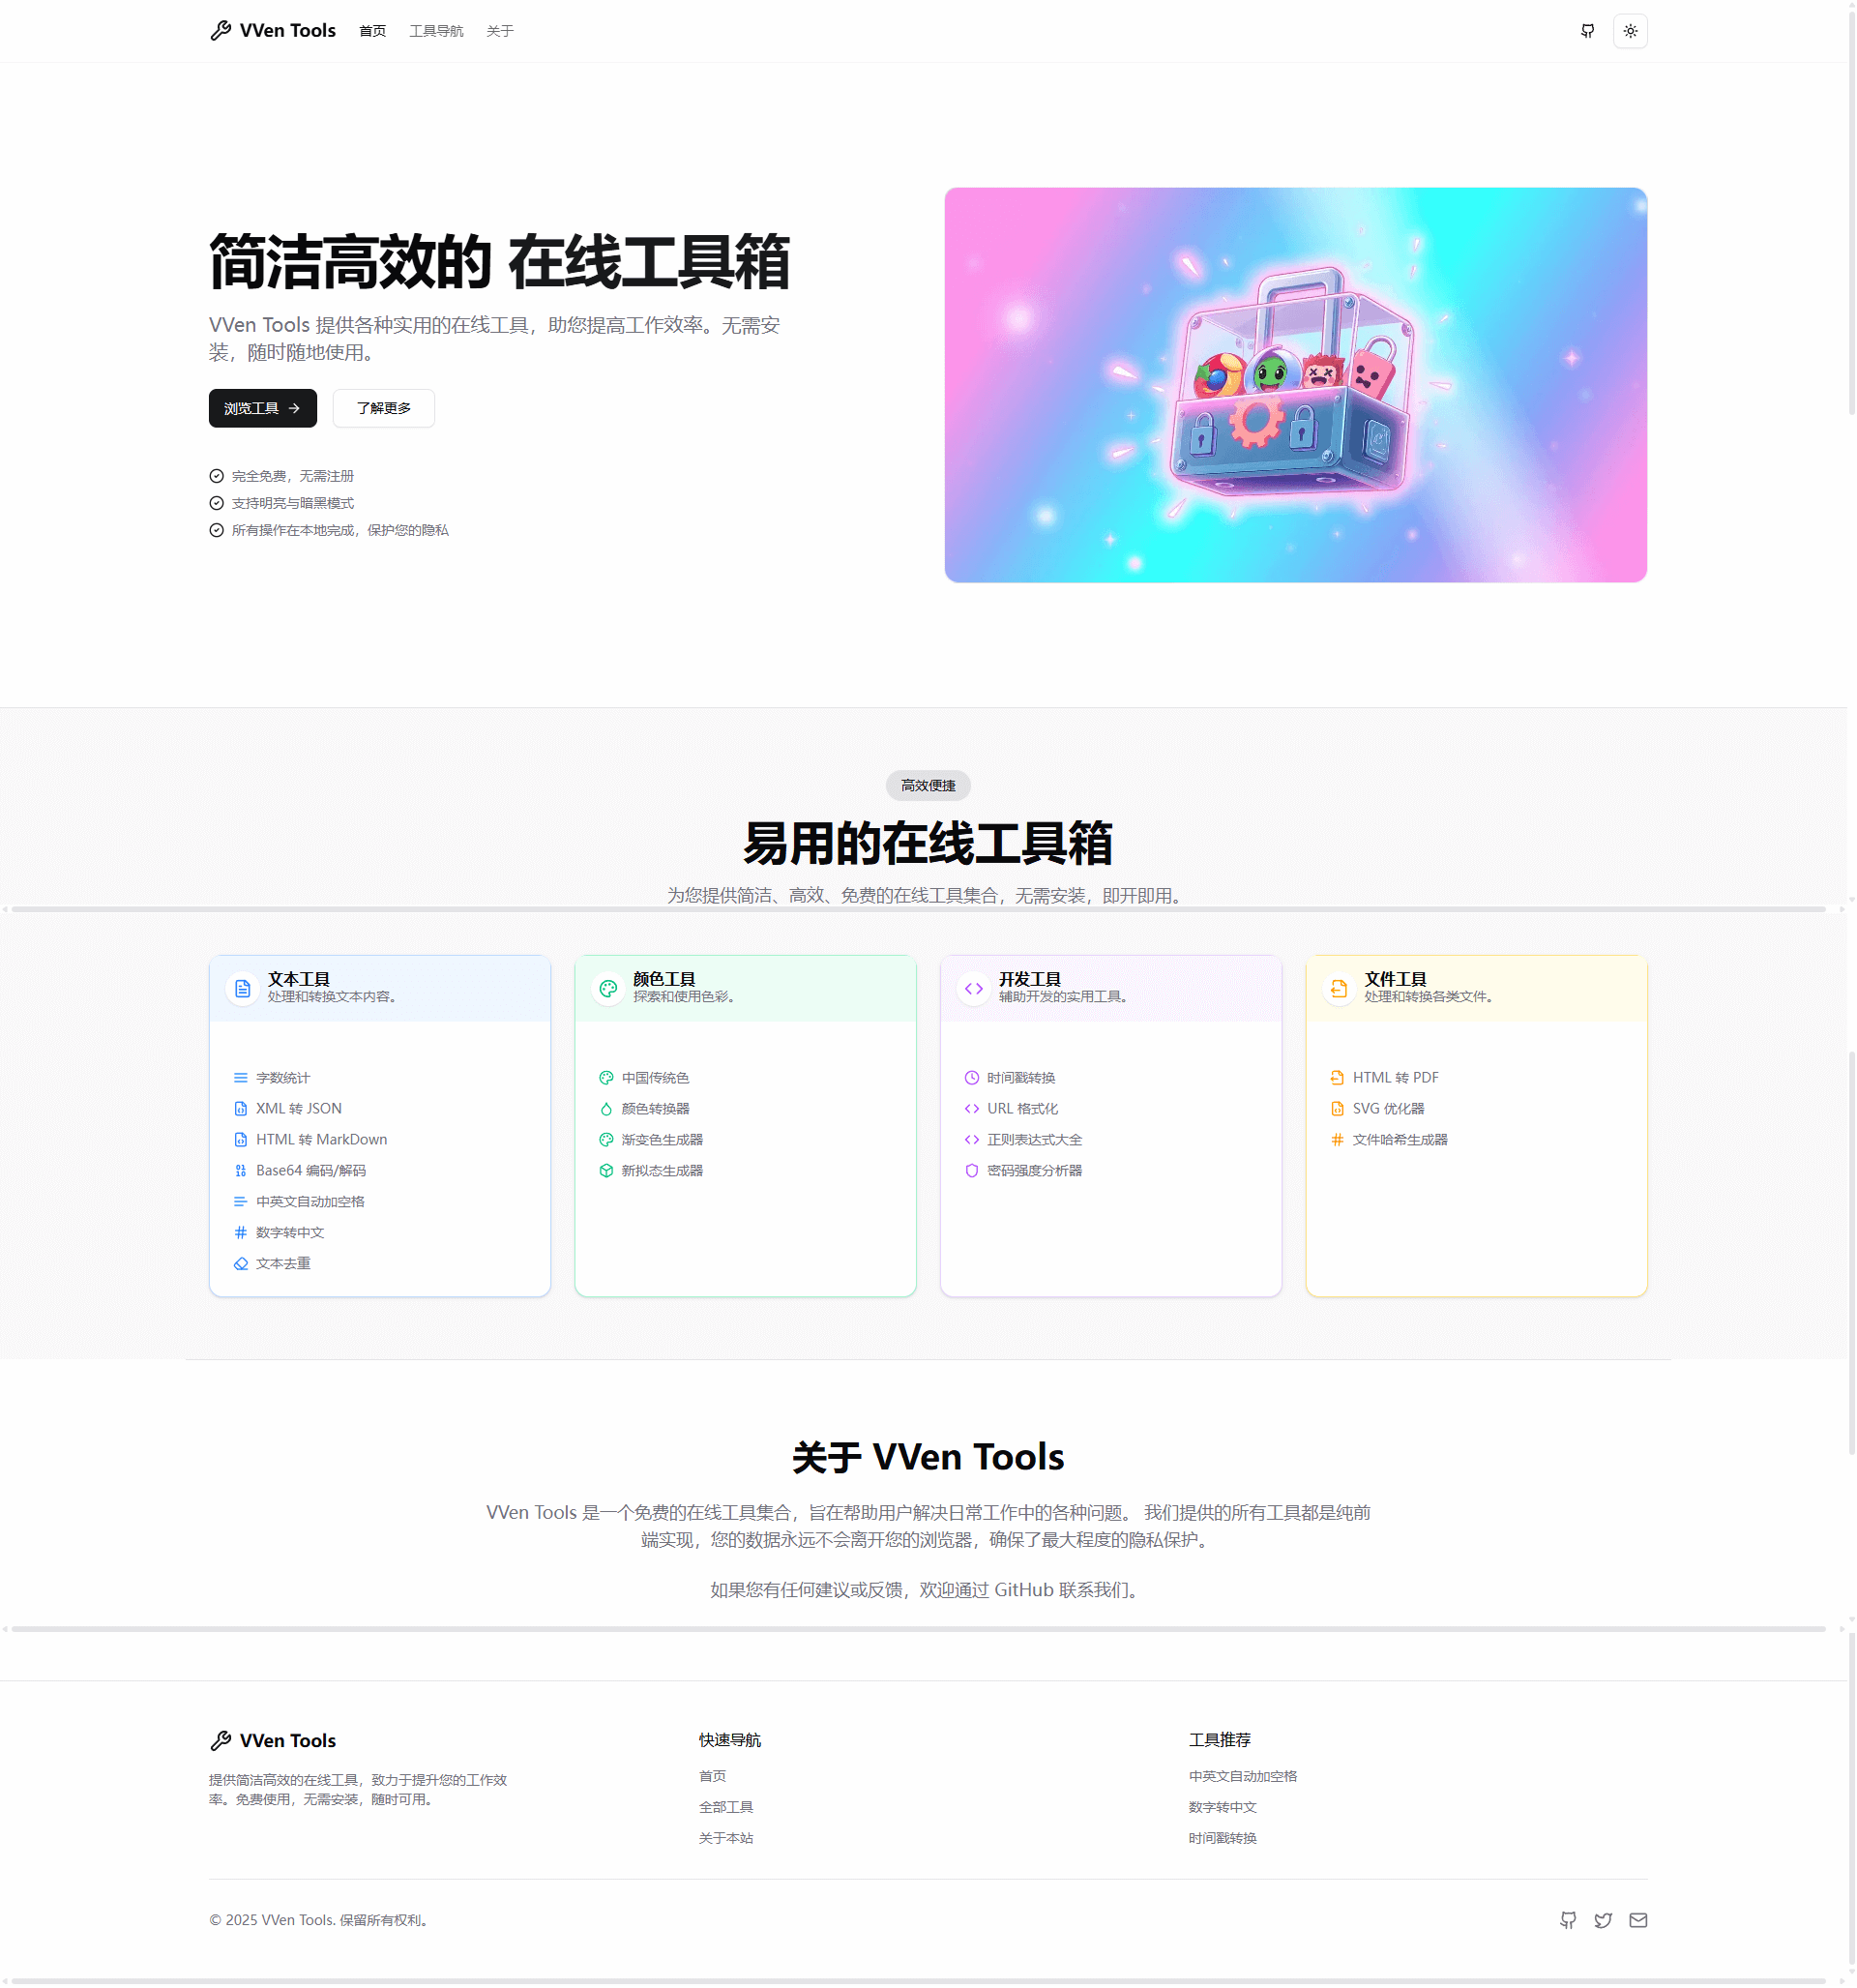 VVen Tools
首页
工具导航
关于
简洁高效的 在线工具箱
VVen Tools 提供各种实用的在线工具，助您提高工作效率。无需安
装，随时随地使用。
浏览工具
了解更多
完全免费，无需注册
支持明亮与暗黑模式
所有操作在本地完成，保护您的隐私
高效便捷
易用的在线工具箱
为您提供简洁、高效、免费的在线工具集合，无需安装，即开即用。
文本工具
处理和转换文本内容。
字数统计
XML 转 JSON
HTML 转 MarkDown
Base64 编码/解码
中英文自动加空格
数字转中文
文本去重
颜色工具
探索和使用色彩。
中国传统色
颜色转换器
渐变色生成器
新拟态生成器
开发工具
辅助开发的实用工具。
时间戳转换
URL 格式化
正则表达式大全
密码强度分析器
文件工具
处理和转换各类文件。
HTML 转 PDF
SVG 优化器
文件哈希生成器
关于 VVen Tools
VVen Tools 是一个免费的在线工具集合，旨在帮助用户解决日常工作中的各种问题。 我们提供的所有工具都是纯前
端实现，您的数据永远不会离开您的浏览器，确保了最大程度的隐私保护。
如果您有任何建议或反馈，欢迎通过 GitHub 联系我们。
VVen Tools
提供简洁高效的在线工具，致力于提升您的工作效
率。免费使用，无需安装，随时可用。
快速导航
首页
全部工具
关于本站
工具推荐
中英文自动加空格
数字转中文
时间戳转换
© 2025 VVen Tools. 保留所有权利。